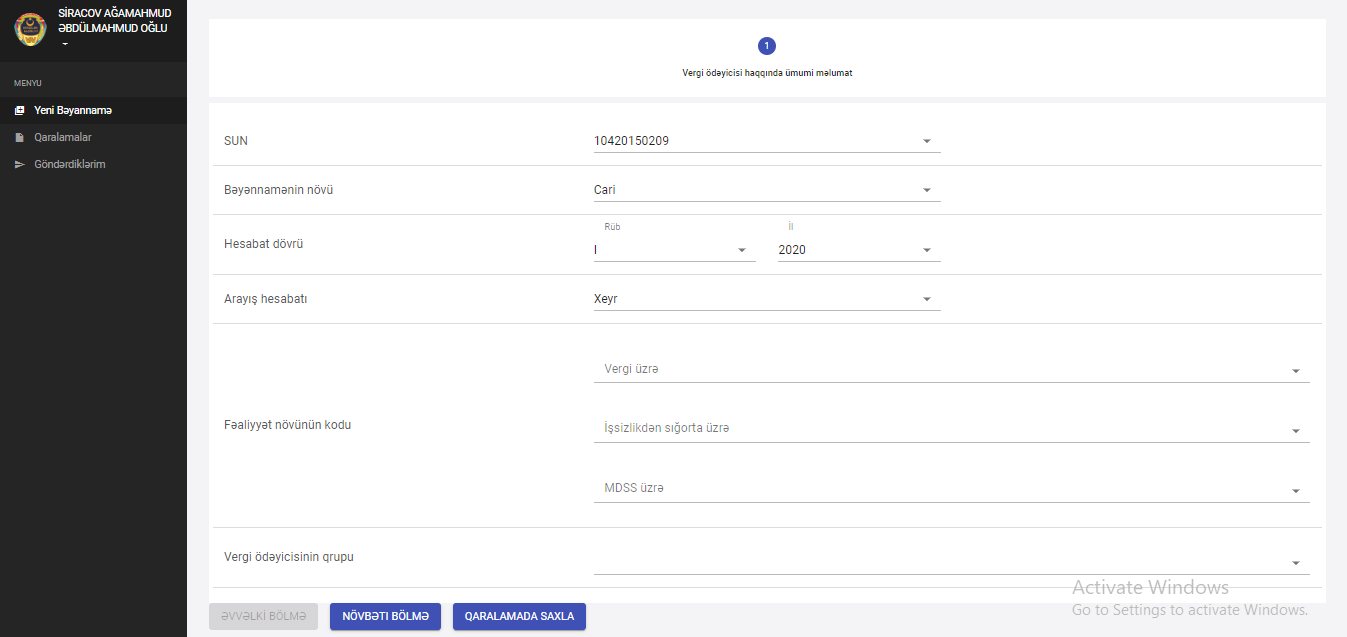 SİRACOV AĞAMAHMUD
ƏBDÜLMAHMUD OĞLU
MENYU
Yeni Bəyannamə
Qaralamalar
Göndərdiklərim
1
Vergi ödəyicisi haqqında ümumi məlumat
SUN
10420150209
Bəyənnamənin növü
Cari
Hesabat dövrü
Rüb
İl
I
2020
Arayış hesabatı
Xeyr
Fəaliyyət növünün kodu
Vergi üzrə
İşsizlikdən sığorta üzrə
MDSS üzrə
Vergi ödəyicisinin qrupu
ƏVVƏLKİ BÖLMƏ
NÖVBƏTI BÖLMƏ
QARALAMADA SAXLA
Activate Windows
Go to Settings to activate Windows.